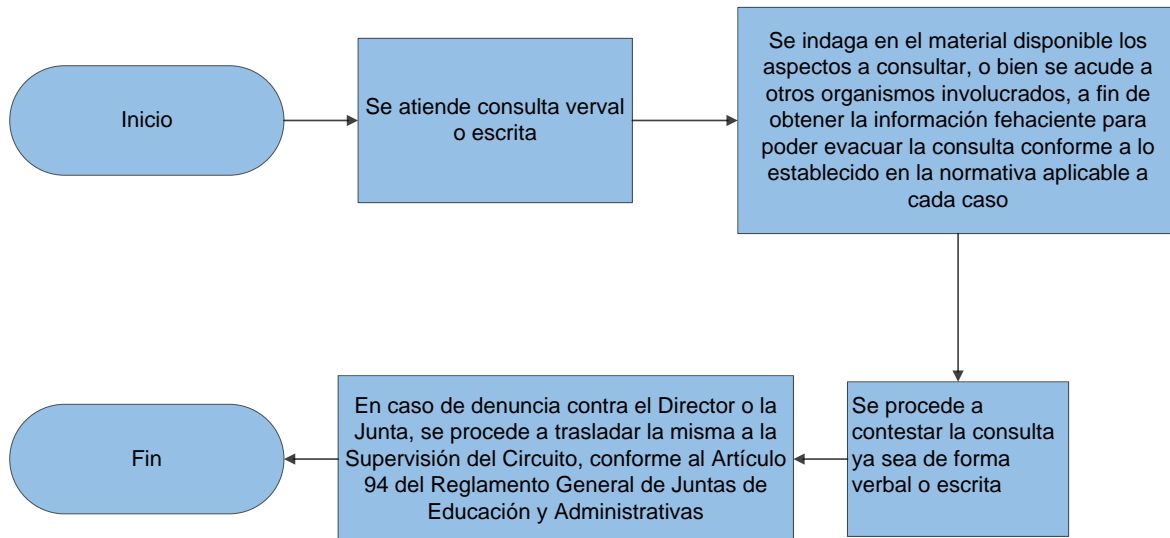 Inicio
Se atiende consulta verval
o escrita
Se indaga en el material disponible los
aspectos a consultar, o bien se acude a
otros organismos involucrados, a fin de
obtener la información fehaciente para
poder evacuar la consulta conforme a lo
establecido en la normativa aplicable a
cada caso
Se procede a
contestar la consulta
ya sea de forma
verbal o escrita
En caso de denuncia contra el Director o la
Junta, se procede a trasladar la misma a la
Supervisión del Circuito, conforme al Artículo
94 del Reglamento General de Juntas de
Educación y Administrativas
Fin